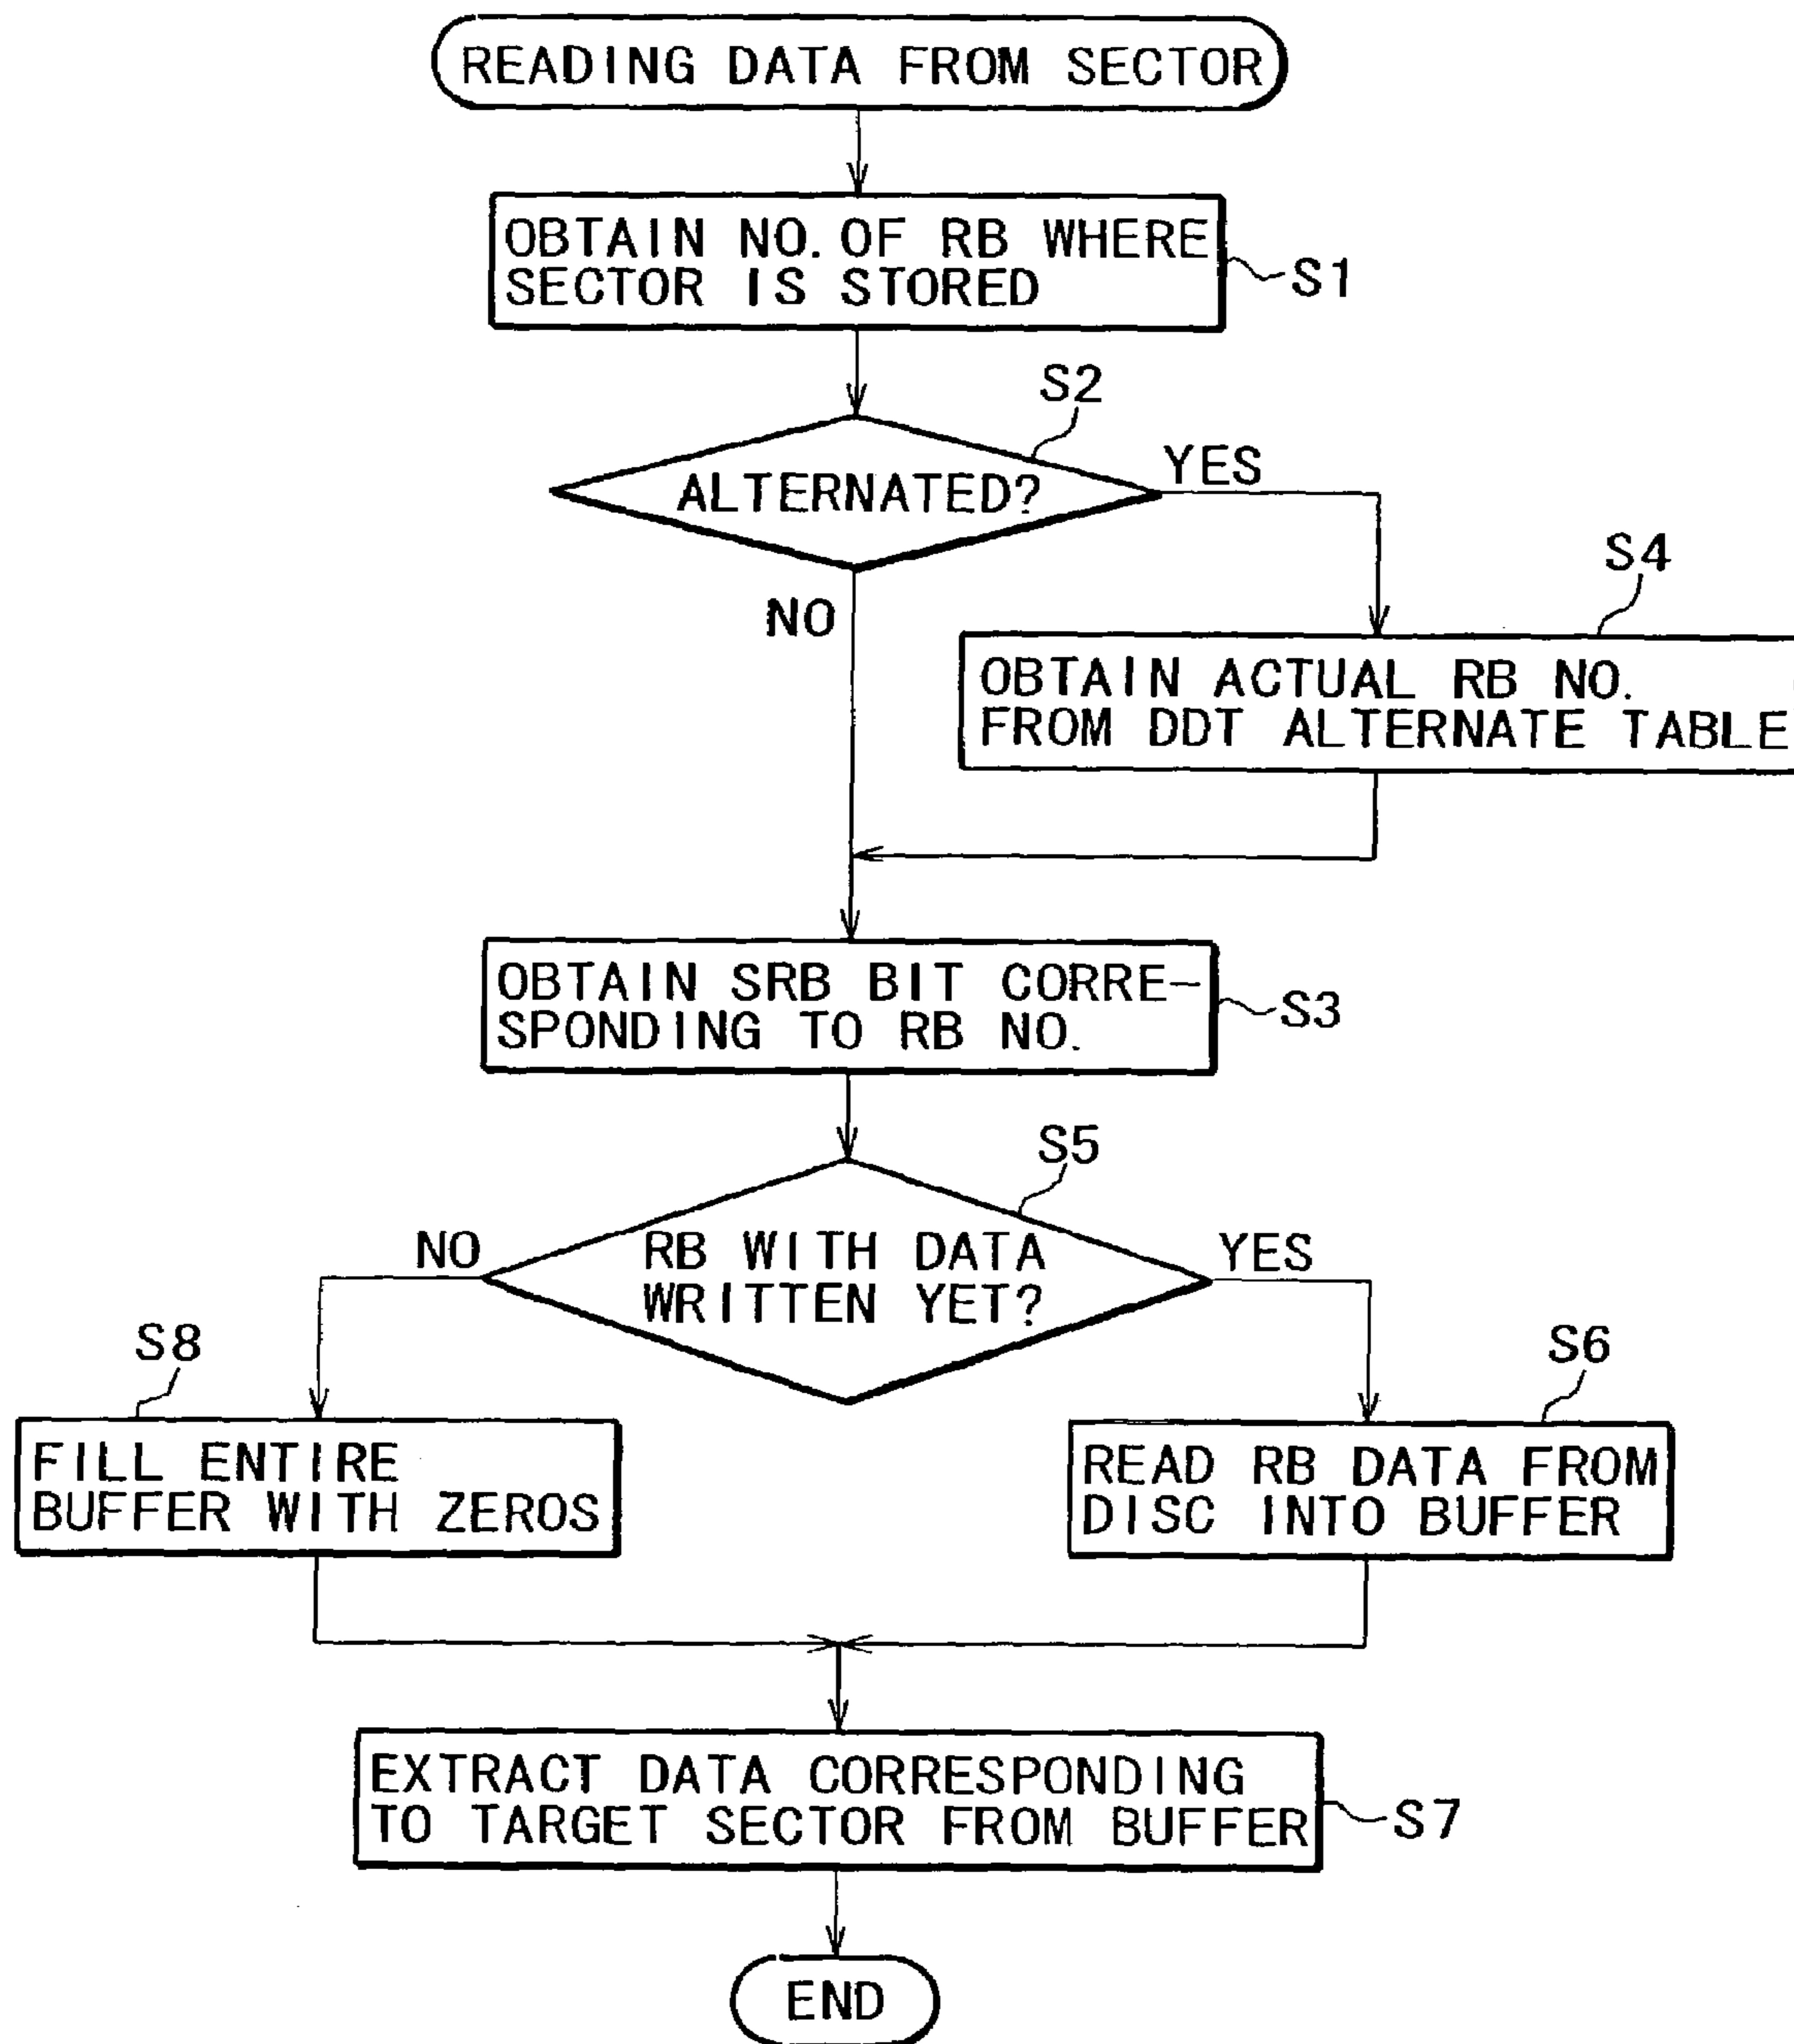 READING DATA FROM SECTOR
OBTAIN NO. OF RB WHERE
SECTOR IS STORED
S1
S2
ALTERNATED?
YES
NO
S4
OBTAIN ACTUAL RB NO.
FROM DDT ALTERNATE TABLE
OBTAIN SRB BIT CORRE-
SPONDING TO RB NO.
S3
S5
RB WITH DATA
WRITTEN YET?
NO
YES
S8
FILL ENTIRE
BUFFER WITH ZEROS
S6
READ RB DATA FROM
DISC INTO BUFFER
EXTRACT DATA CORRESPONDING
TO TARGET SECTOR FROM BUFFER
S7
END